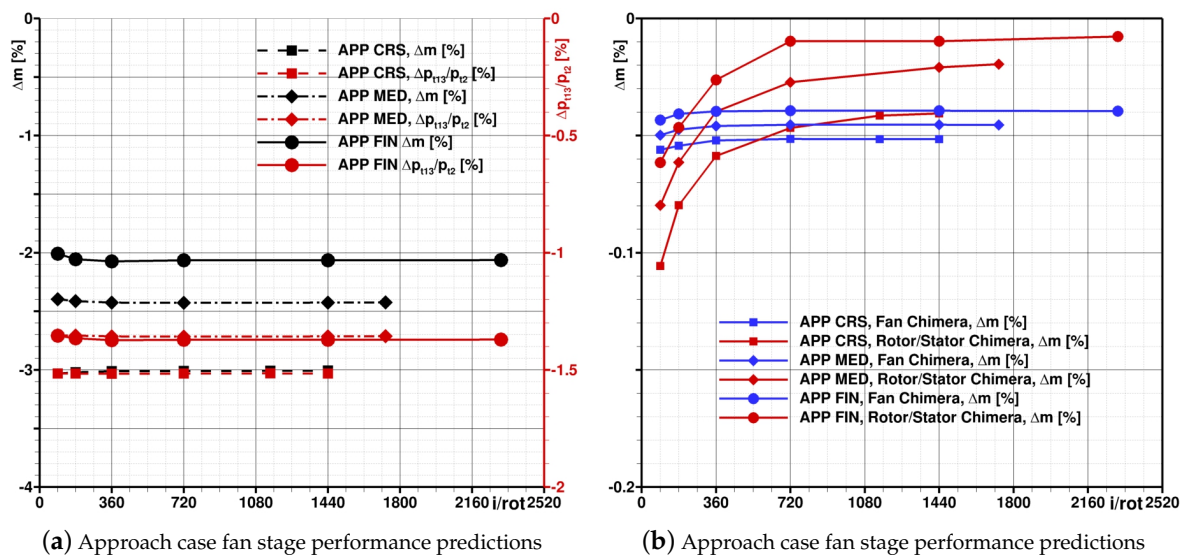 0
-1
-2
-3
-4
Δm [%]
0
-0.5
-1
-1.5
-2
Δp_t13/p_t2 [%]
APP CRS, Δm [%]
APP CRS, Δp_t13/p_t2 [%]
APP MED, Δm [%]
APP MED, Δp_t13/p_t2 [%]
APP FIN Δm [%]
APP FIN Δp_t13/p_t2 [%]
0 360 720 1080 1440 1800 2160 i/rot 2520
(a) Approach case fan stage performance predictions
0
-0.1
-0.2
Δm [%]
APP CRS, Fan Chimera, Δm [%]
APP CRS, Rotor/Stator Chimera, Δm [%]
APP MED, Fan Chimera, Δm [%]
APP MED, Rotor/Stator Chimera, Δm [%]
APP FIN, Fan Chimera, Δm [%]
APP FIN, Rotor/Stator Chimera, Δm [%]
0 360 720 1080 1440 1800 2160 i/rot 2520
(b) Approach case fan stage performance predictions